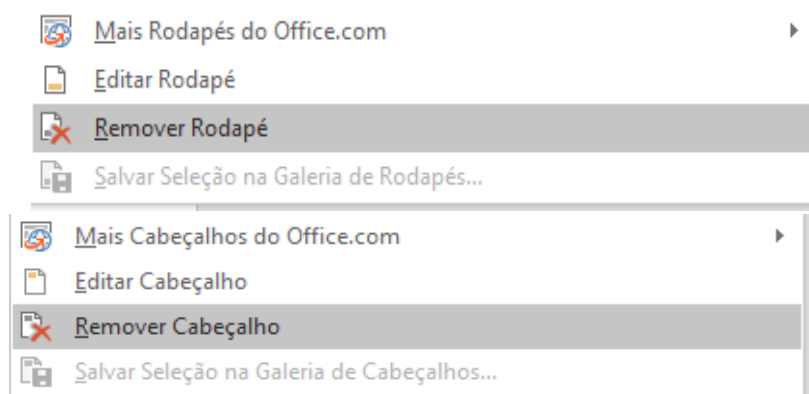 Mais Rodapés do Office.com
Editar Rodapé
Remover Rodapé
Salvar Seleção na Galeria de Rodapés...
Mais Cabeçalhos do Office.com
Editar Cabeçalho
Remover Cabeçalho
Salvar Seleção na Galeria de Cabeçalhos...